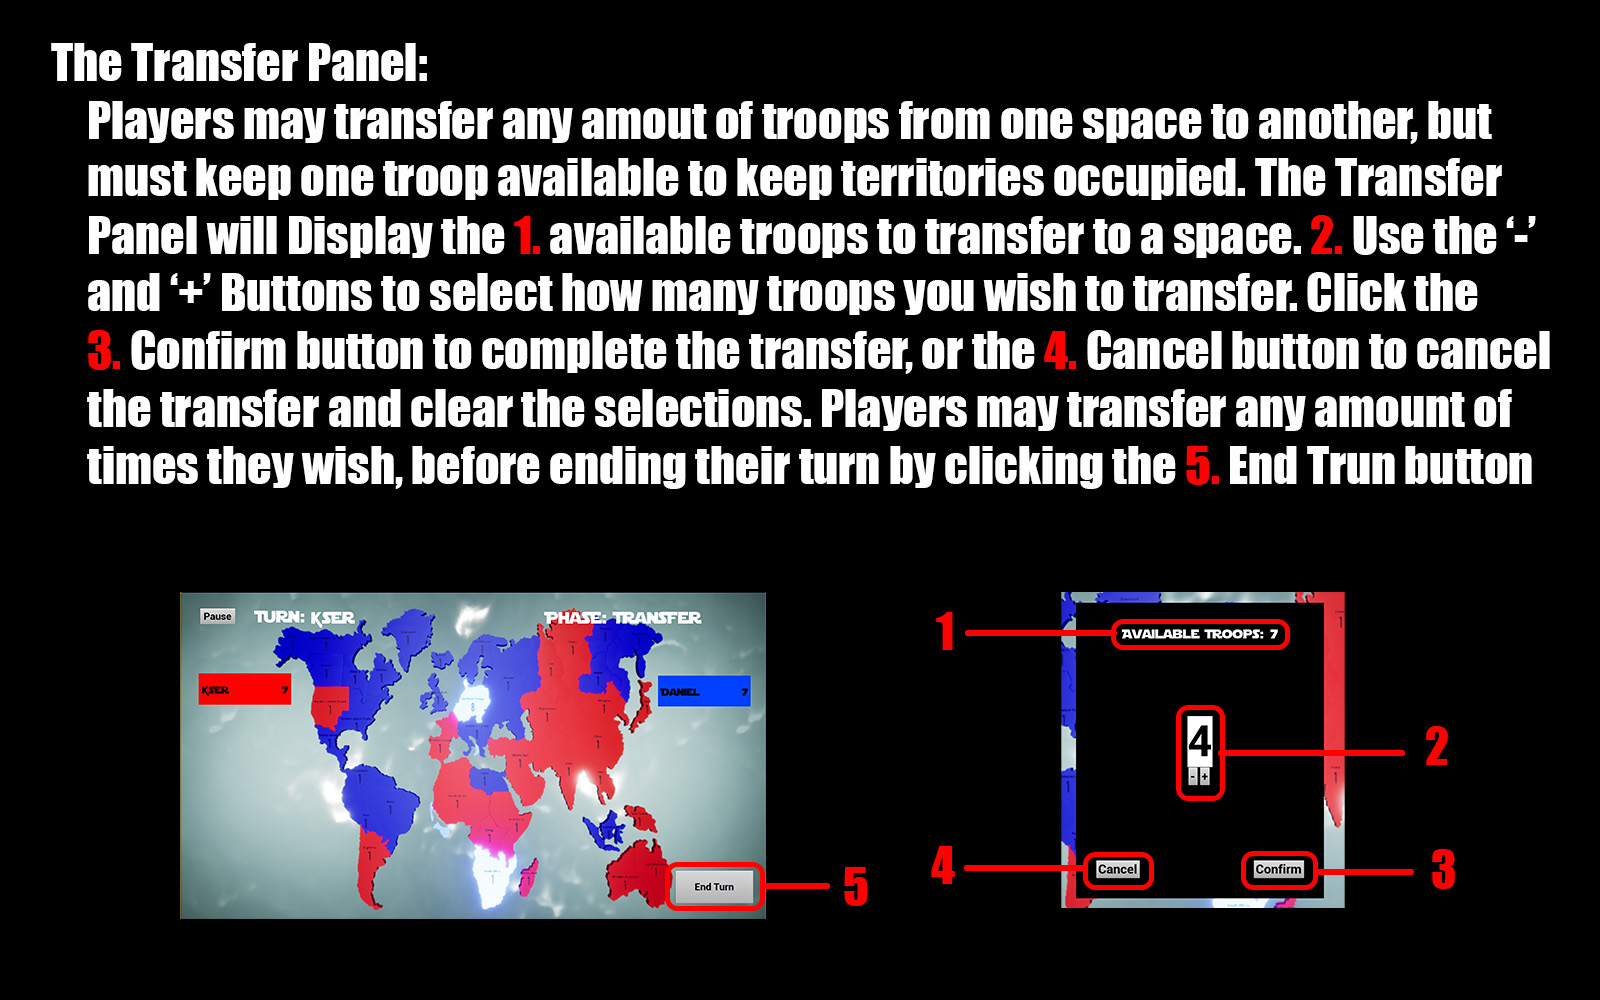 The Transfer Panel:
Players may transfer any amout of troops from one space to another, but
must keep one troop available to keep territories occupied. The Transfer
Panel will Display the 1. available troops to transfer to a space. 2. Use the ‘-’
and ‘+’ Buttons to select how many troops you wish to transfer. Click the
3. Confirm button to complete the transfer, or the 4. Cancel button to cancel
the transfer and clear the selections. Players may transfer any amount of
times they wish, before ending their turn by clicking the 5. End Trun button
Pause
TURN: KSER
PHASE: TRANSFER
KSER 7
DANIEL 7
End Turn
5
1
AVAILABLE TROOPS: 7
4
- +
2
4
Cancel
Confirm
3